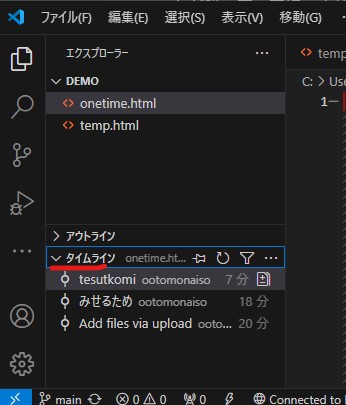 ファイル(F) 編集(E) 選択(S) 表示(V) 移動(G)
エクスプローラー
DEMO
onetime.html
temp.html
アウトライン
タイムライン onetime.ht...
tesutkomi ootomonaiso 7 分
みせるため ootomonaiso 18 分
Add files via upload ooto... 20 分
temp
C: > Use
1
main 0 0 0 Connected to